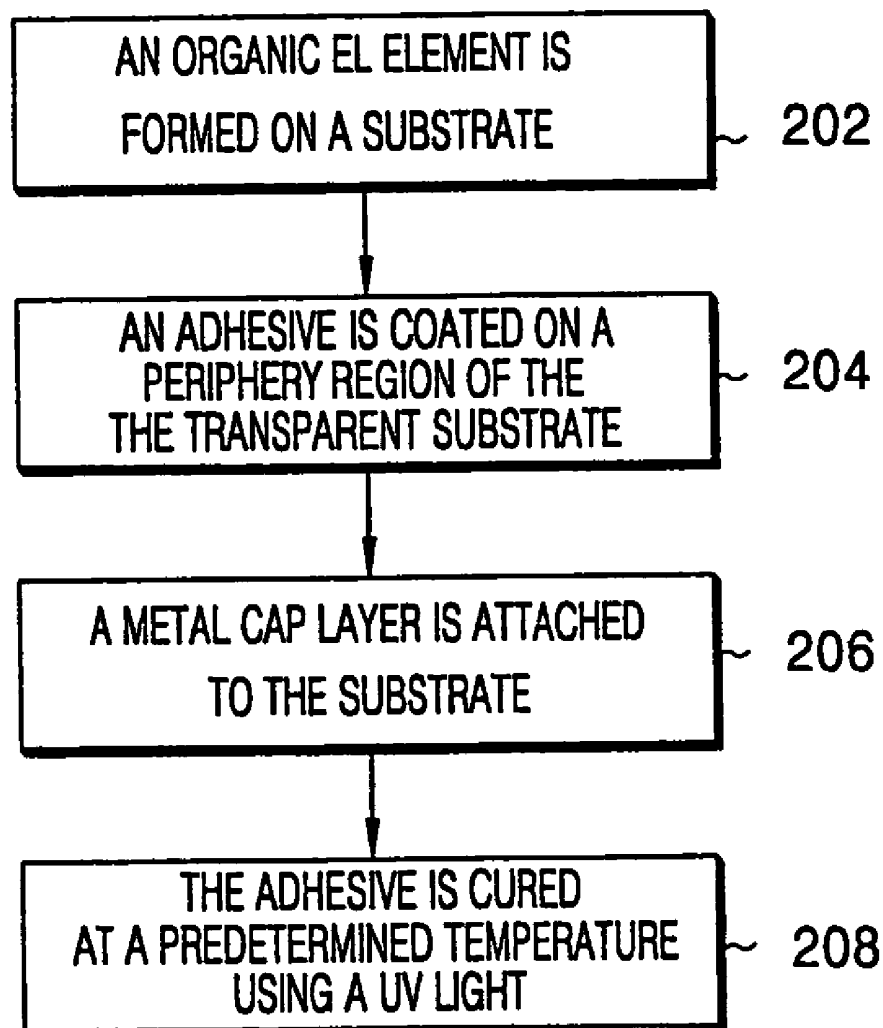 AN ORGANIC EL ELEMENT IS
FORMED ON A SUBSTRATE
202
AN ADHESIVE IS COATED ON A
PERIPHERY REGION OF THE
THE TRANSPARENT SUBSTRATE
204
A METAL CAP LAYER IS ATTACHED
TO THE SUBSTRATE
206
THE ADHESIVE IS CURED
AT A PREDETERMINED TEMPERATURE
USING A UV LIGHT
208